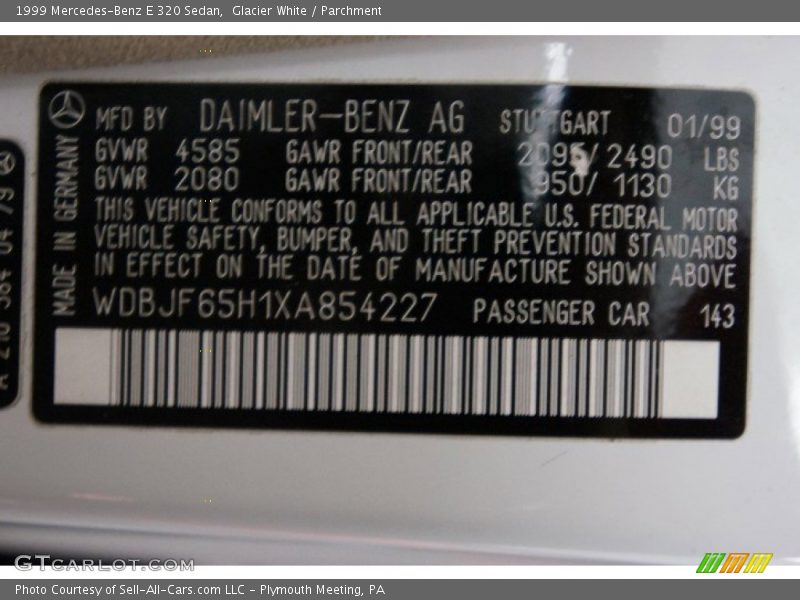 1999 Mercedes-Benz E 320 Sedan,  Glacier White / Parchment
MFD BY DAIMLER-BENZ AG STUTTGART 01/99
GVWR 4585 GAWR FRONT/REAR 2095/ 2490 LBS
GVWR 2080 GAWR FRONT/REAR 950/ 1130 KG
THIS VEHICLE CONFORMS TO ALL APPLICABLE U.S. FEDERAL MOTOR
VEHICLE SAFETY, BUMPER, AND THEFT PREVENTION STANDARDS
IN EFFECT ON THE DATE OF MANUFACTURE SHOWN ABOVE
WDBJF65H1XA854227 PASSENGER CAR 143
MADE IN GERMANY
A 210 584 04 79
GTCARLOT.COM
Photo Courtesy of Sell-All-Cars.com LLC - Plymouth Meeting, PA